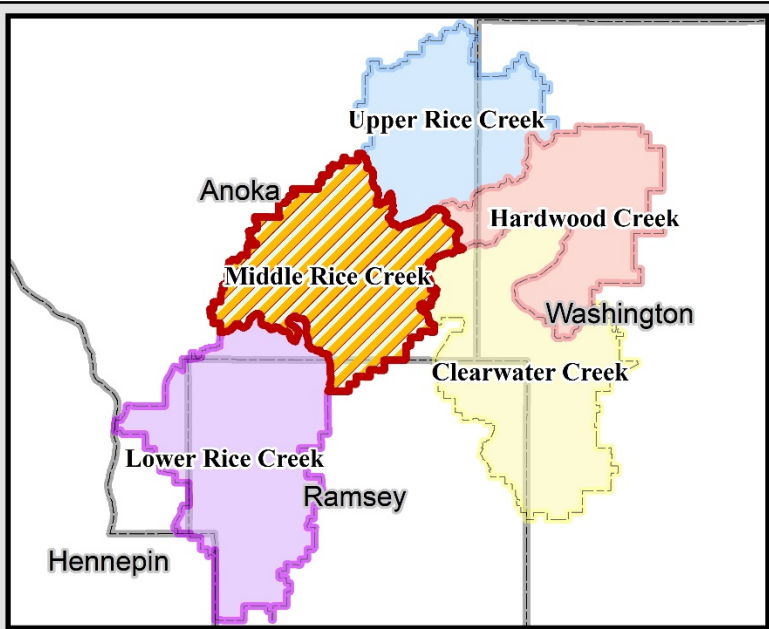 Upper Rice Creek
Anoka
Hardwood Creek
Middle Rice Creek
Washington
Clearwater Creek
Lower Rice Creek
Ramsey
Hennepin